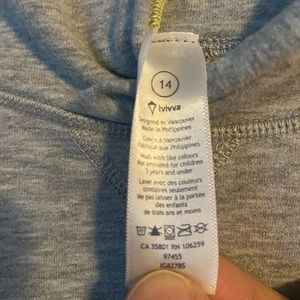 14
ivivva
Designed in Vancouver
Made in Philippines
Conçu à Vancouver
Fabriqué aux Philippines
Wash with like colours
Not intended for children
7 years and under
Laver avec des couleurs
similaires seulement
Ne pas laisser à la portée
des enfants
de trois ans et moins
CA 35801 RN 106259
97455